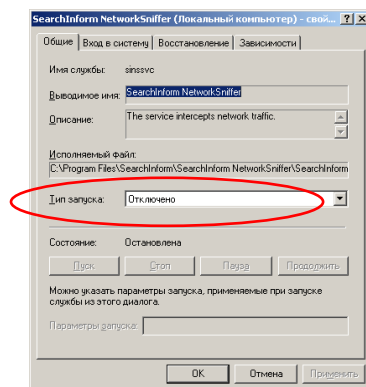 SearchInform NetworkSniffer (Локальный компьютер) - свой...
Общие Вход в систему Восстановление Зависимости
Имя службы: sinssvc
Выводимое имя: SearchInform NetworkSniffer
Описание: The service intercepts network traffic.
Исполняемый файл:
C:\Program Files\SearchInform\SearchInform NetworkSniffer\SearchInform
Тип запуска: Отключено
Состояние: Остановлена
Пуск Стоп Пауза Продолжить
Можно указать параметры запуска, применяемые при запуске
службы из этого диалога.
Параметры запуска:
OK Отмена Применить